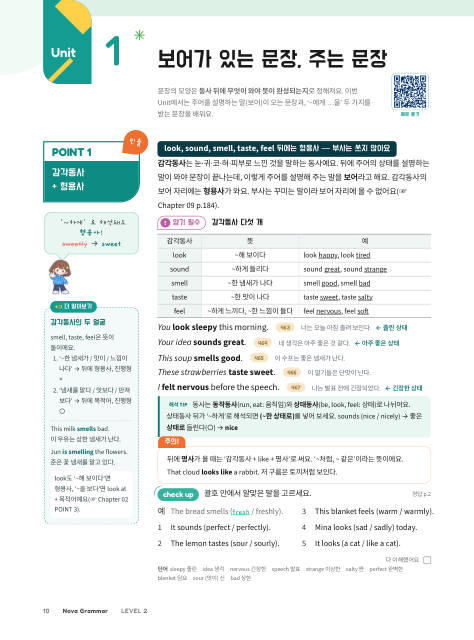 Unit
1
보어가 있는 문장, 주는 문장
문장의 모양은 동사 뒤에 무엇이 와야 뜻이 완성되는지로 정해져요. 이번
Unit에서는 주어를 설명하는 말(보어)이 오는 문장과, '~에게 …을' 두 가지를
받는 문장을 배워요.
POINT 1
감각동사
+ 형용사
'~하게'로 해석돼도
형용사!
sweetly → sweet
더 알아보기
감각동사의 두 얼굴
smell, taste, feel은 뜻이
둘이에요.
1. '~한 냄새가 / 맛이 / 느낌이
나다' → 뒤에 형용사, 진행형
×
2. '냄새를 맡다 / 맛보다 / 만져
보다' → 뒤에 목적어, 진행형
○
This milk smells bad.
이 우유는 상한 냄새가 난다.
Jun is smelling the flowers.
준은 꽃 냄새를 맡고 있다.
look도 '~해 보이다'면
형용사, '~을 보다'면 look at
+ 목적어예요(☞ Chapter 02
POINT 3).
look, sound, smell, taste, feel 뒤에는 형용사 — 부사는 쓰지 않아요
감각동사는 눈·귀·코·혀·피부로 느낀 것을 말하는 동사예요. 뒤에 주어의 상태를 설명하는
말이 와야 문장이 끝나는데, 이렇게 주어를 설명해 주는 말을 보어라고 해요. 감각동사의
보어 자리에는 형용사가 와요. 부사는 꾸미는 말이라 보어 자리에 올 수 없어요(☞
Chapter 09 p.184).
암기 필수 감각동사 다섯 개
감각동사 뜻 예
look ~해 보이다 look happy, look tired
sound ~하게 들리다 sound great, sound strange
smell ~한 냄새가 나다 smell good, smell bad
taste ~한 맛이 나다 taste sweet, taste salty
feel ~하게 느끼다, ~한 느낌이 들다 feel nervous, feel soft
You look sleepy this morning. 너는 오늘 아침 졸려 보인다. ← 졸린 상태
Your idea sounds great. 네 생각은 아주 좋은 것 같다. ← 아주 좋은 상태
This soup smells good. 이 수프는 좋은 냄새가 난다.
These strawberries taste sweet. 이 딸기들은 단맛이 난다.
I felt nervous before the speech. 나는 발표 전에 긴장되었다. ← 긴장한 상태
해석 TIP 동사는 동작동사(run, eat: 움직임)와 상태동사(be, look, feel: 상태)로 나뉘어요.
상태동사 뒤가 '~하게'로 해석되면 (~한 상태로)를 넣어 보세요. sounds (nice / nicely) → 좋은
상태로 들린다(○) → nice
주의!
뒤에 명사가 올 때는 '감각동사 + like + 명사'로 써요. '~처럼, ~ 같은'이라는 뜻이에요.
That cloud looks like a rabbit. 저 구름은 토끼처럼 보인다.
check up 괄호 안에서 알맞은 말을 고르세요. 정답 p.2
예 The bread smells (fresh / freshly).
1 It sounds (perfect / perfectly).
2 The lemon tastes (sour / sourly).
3 This blanket feels (warm / warmly).
4 Mina looks (sad / sadly) today.
5 It looks (a cat / like a cat).
다 이해했어요
단어 sleepy 졸린 idea 생각 nervous 긴장한 speech 발표 strange 이상한 salty 짠 perfect 완벽한
blanket 담요 sour (맛이) 신 bad 상한
10 Nova Grammar LEVEL 2